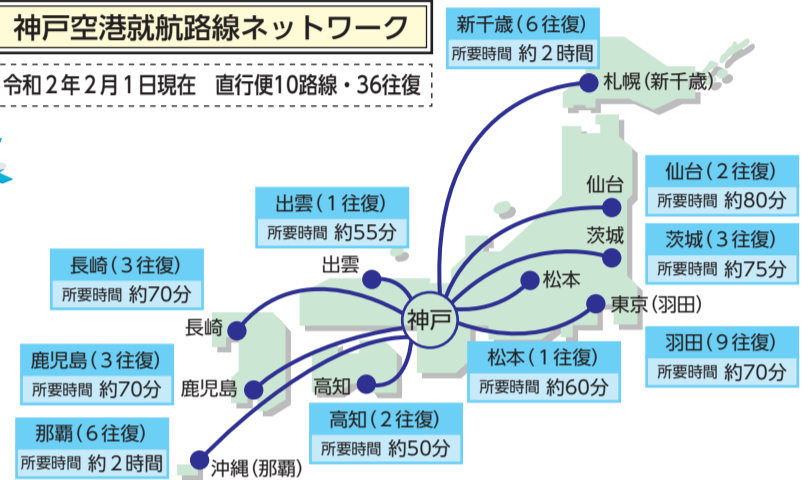 神戸空港就航路線ネットワーク
令和2年2月1日現在　直行便10路線・36往復
新千歳(6往復)
所要時間 約2時間
札幌(新千歳)
仙台
仙台(2往復)
所要時間 約80分
茨城
茨城(3往復)
所要時間 約75分
出雲(1往復)
所要時間 約55分
出雲
松本
東京(羽田)
長崎(3往復)
所要時間 約70分
長崎
神戸
羽田(9往復)
所要時間 約70分
松本(1往復)
所要時間 約60分
鹿児島(3往復)
所要時間 約70分
鹿児島
高知
高知(2往復)
所要時間 約50分
那覇(6往復)
所要時間 約2時間
沖縄(那覇)